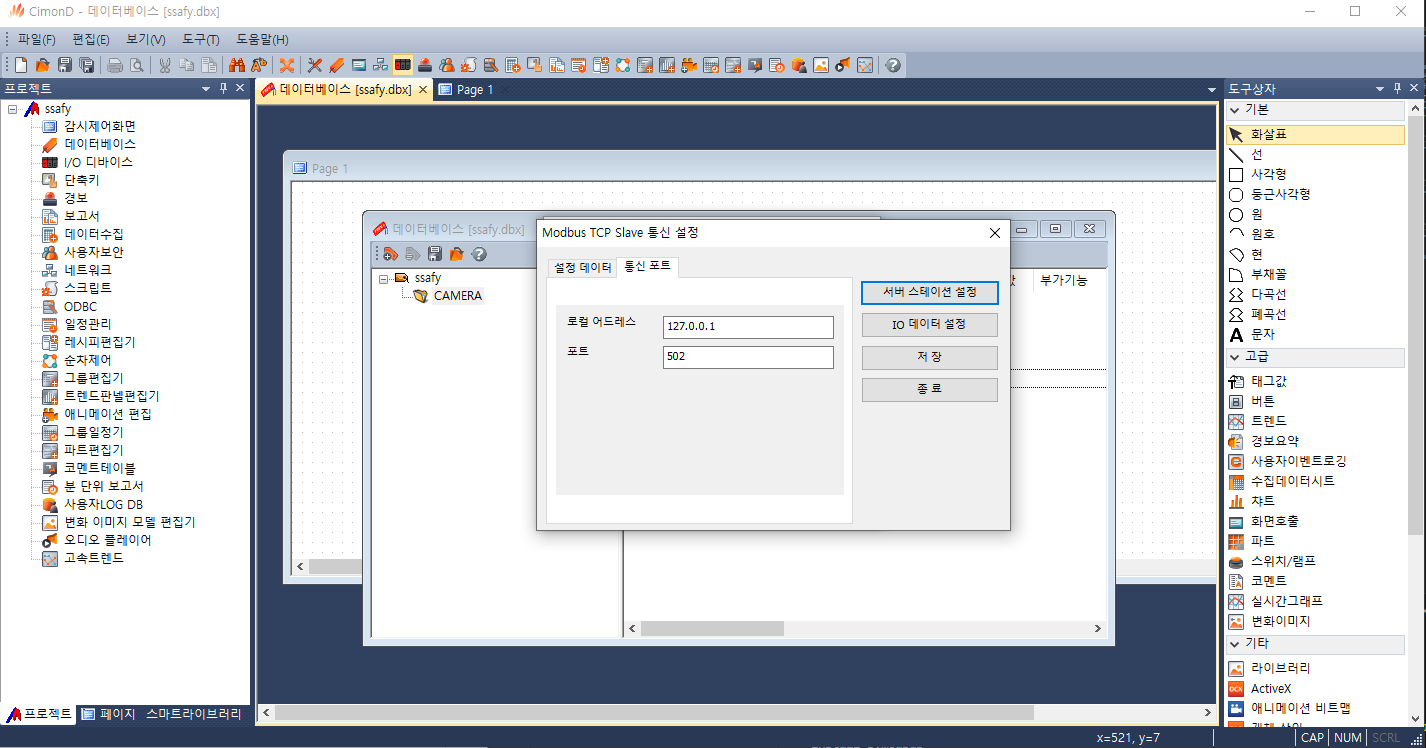 CimonD - 데이터베이스 [ssafy.dbx]
파일(F) 편집(E) 보기(V) 도구(T) 도움말(H)
프로젝트
ssafy
감시제어화면
데이터베이스
I/O 디바이스
단축키
경보
보고서
데이터수집
사용자보안
네트워크
스크립트
ODBC
일정관리
레시피편집기
순차제어
그룹편집기
트렌드판넬편집기
애니메이션 편집
그룹일정기
파트편집기
코멘트테이블
분 단위 보고서
사용자LOG DB
변화 이미지 모델 편집기
오디오 플레이어
고속트렌드
프로젝트 페이지 스마트라이브러리
데이터베이스 [ssafy.dbx] Page 1
Page 1
데이터베이스 [ssafy.dbx]
ssafy
CAMERA
부가기능
Modbus TCP Slave 통신 설정
설정 데이터 통신 포트
로컬 어드레스 127.0.0.1
포트 502
서버 스테이션 설정
IO 데이터 설정
저 장
종 료
도구상자
기본
화살표
선
사각형
둥근사각형
원
원호
현
부채꼴
다곡선
폐곡선
A 문자
고급
태그값
버튼
트렌드
경보요약
사용자이벤트로깅
수집데이터시트
챠트
화면호출
파트
스위치/램프
코멘트
실시간그래프
변화이미지
기타
라이브러리
OCX ActiveX
애니메이션 비트맵
x=521, y=7 CAP NUM SCRL